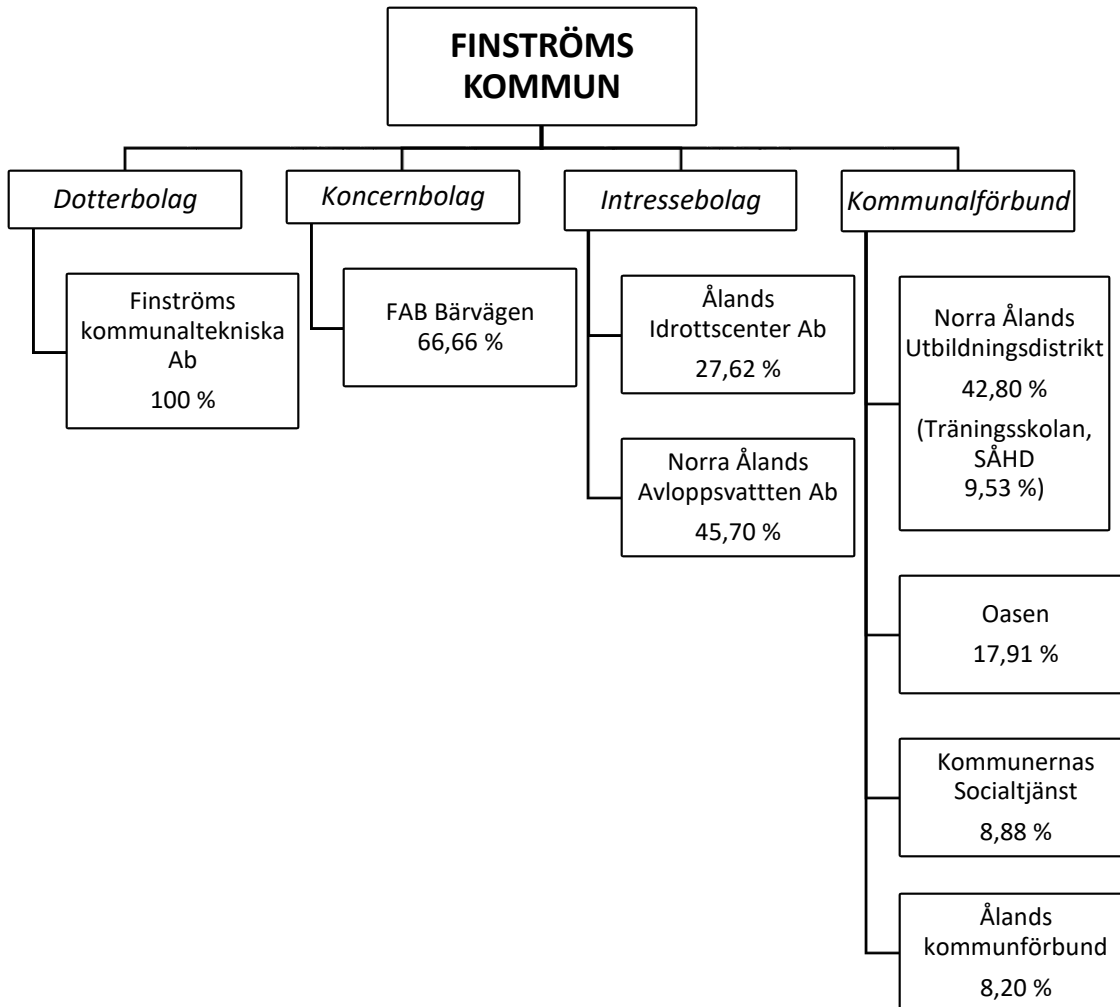 FINSTRÖMS
KOMMUN
Dotterbolag
Koncernbolag
Intressebolag
Kommunalförbund
Finströms
kommunaltekniska
Ab
100 %
FAB Bärvägen
66,66 %
Ålands
Idrottscenter Ab
27,62 %
Norra Ålands
Avloppsvattten Ab
45,70 %
Norra Ålands
Utbildningsdistrikt
42,80 %
(Träningsskolan,
SÅHD
9,53 %)
Oasen
17,91 %
Kommunernas
Socialtjänst
8,88 %
Ålands
kommunförbund
8,20 %